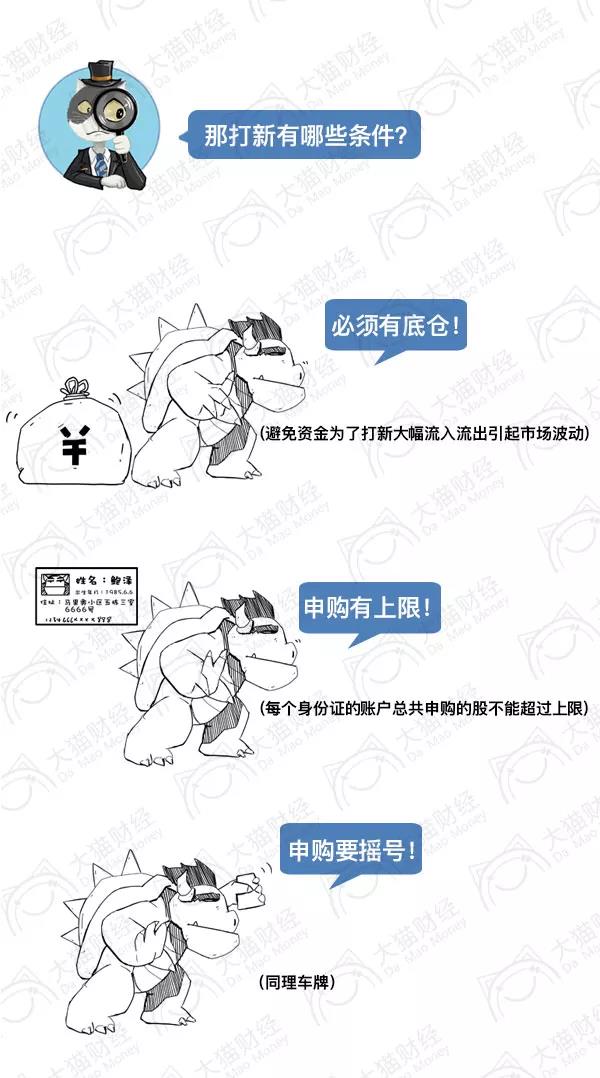 那打新有哪些条件？
必须有底仓！
¥
(避免资金为了打新大幅流入流出引起市场波动)
姓名：鲍泽
出生年月：1985.6.6
住址：马里奥小区五栋三室
6666号
申购有上限！
(每个身份证的账户总共申购的股不能超过上限)
申购要摇号！
(同理车牌)
大猫财经
Da Mao Money